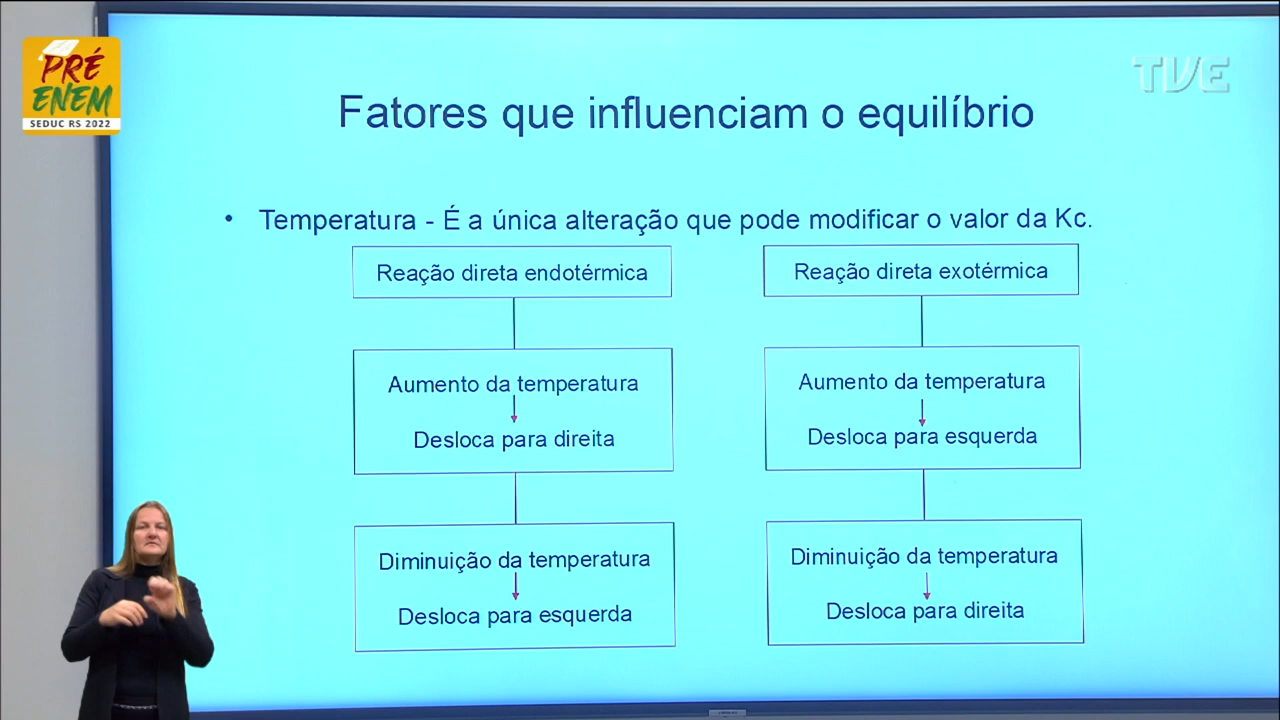 PRÉ
ENEM
SEDUC RS 2022
TVE
Fatores que influenciam o equilíbrio
• Temperatura - É a única alteração que pode modificar o valor da Kc.
Reação direta endotérmica
Aumento da temperatura
Desloca para direita
Diminuição da temperatura
Desloca para esquerda
Reação direta exotérmica
Aumento da temperatura
Desloca para esquerda
Diminuição da temperatura
Desloca para direita